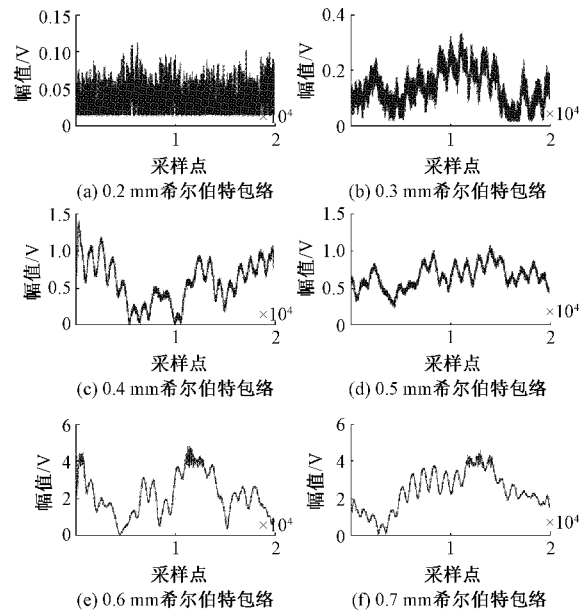 幅值/V
0.15
0.10
0.05
0
1
2
×10⁴
采样点
(a) 0.2 mm希尔伯特包络
幅值/V
0.4
0.2
0
1
2
×10⁴
采样点
(b) 0.3 mm希尔伯特包络
幅值/V
1.5
1.0
0.5
0
1
2
×10⁴
采样点
(c) 0.4 mm希尔伯特包络
幅值/V
1.5
1.0
0.5
0
1
2
×10⁴
采样点
(d) 0.5 mm希尔伯特包络
幅值/V
6
4
2
0
1
2
×10⁴
采样点
(e) 0.6 mm希尔伯特包络
幅值/V
6
4
2
0
1
2
×10⁴
采样点
(f) 0.7 mm希尔伯特包络